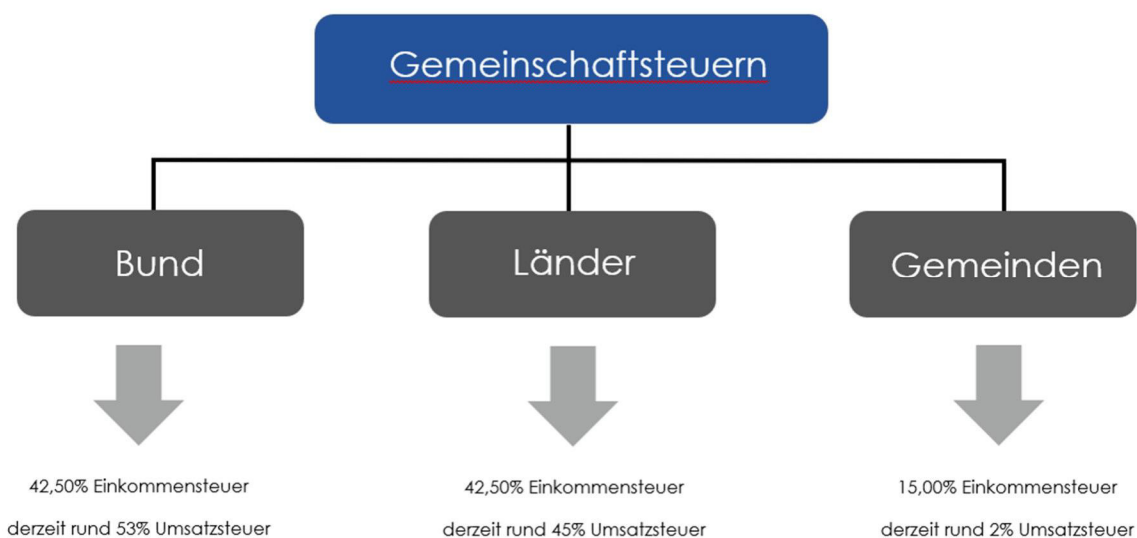 Gemeinschaftsteuern
Bund
Länder
Gemeinden
42,50% Einkommensteuer
derzeit rund 53% Umsatzsteuer
42,50% Einkommensteuer
derzeit rund 45% Umsatzsteuer
15,00% Einkommensteuer
derzeit rund 2% Umsatzsteuer